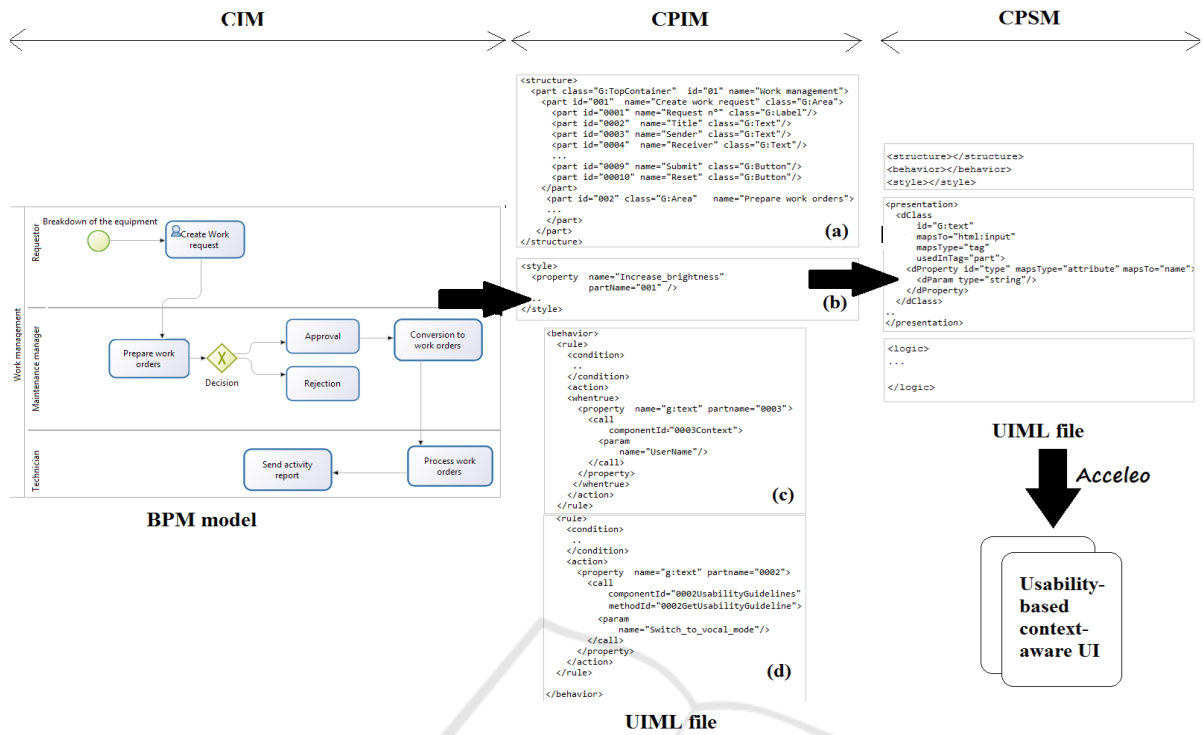 CIM
CPIM
CPSM
Work management
Requestor
Breakdown of the equipment
Create Work
request
Maintenance manager
Prepare work
orders
Decision
Approval
Rejection
Conversion to
work orders
Technician
Send activity
report
Process work
orders
BPM model
<structure>
<part class="G:TopContainer" id="01" name="Work management">
<part id="001" name="Create work request" class="G:Area">
<part id="0001" name="Request n°" class="G:Label"/>
<part id="0002" name="Title" class="G:Text"/>
<part id="0003" name="Sender" class="G:Text"/>
<part id="0004" name="Receiver" class="G:Text"/>
...
<part id="0009" name="Submit" class="G:Button"/>
<part id="00010" name="Reset" class="G:Button"/>
</part>
<part id="002" class="G:Area" name="Prepare work orders">
...
</part>
</part>
</structure>
(a)
<style>
<property name="Increase_brightness"
partName="001" />
..
</style>
(b)
<behavior>
<rule>
<condition>
..
</condition>
<action>
<whentrue>
<property name="g:text" partname="0003">
<call
componentId="0003Context">
<param
name="UserName"/>
</call>
</property>
</whentrue>
</action>
</rule>
(c)
<rule>
<condition>
..
</condition>
<action>
<property name="g:text" partname="0002">
<call
componentId="0002UsabilityGuidelines"
methodId="0002GetUsabilityGuideline">
<param
name="Switch_to_vocal_mode"/>
</call>
</property>
</action>
</rule>
(d)
</behavior>
UIML file
<structure></structure>
<behavior></behavior>
<style></style>
<presentation>
<dClass
id="G:text"
mapsTo="html:input"
mapsType="tag"
usedInTag="part">
<dProperty id="type" mapsType="attribute" mapsTo="name">
<dParam type="string"/>
</dProperty>
</dClass>
..
</presentation>
<logic>
...
</logic>
UIML file
Acceleo
Usability-
based
context-
aware UI